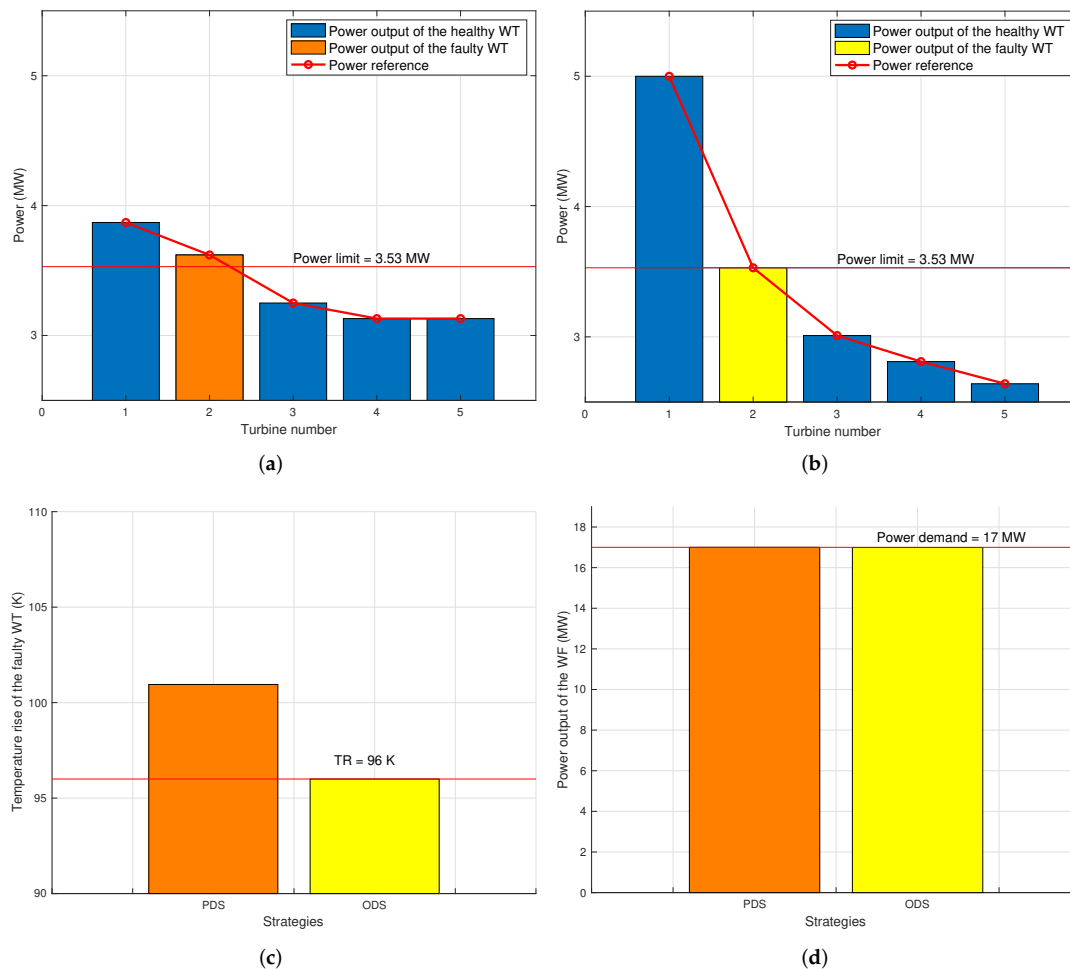 Power output of the healthy WT
Power output of the faulty WT
Power reference
5
4
3
Power (MW)
Power limit = 3.53 MW
0
1
2
3
4
5
Turbine number
(a)
Power output of the healthy WT
Power output of the faulty WT
Power reference
5
4
3
Power (MW)
Power limit = 3.53 MW
0
1
2
3
4
5
Turbine number
(b)
110
105
100
95
90
Temperature rise of the faulty WT (K)
TR = 96 K
PDS
ODS
Strategies
(c)
18
16
14
12
10
8
6
4
2
0
Power output of the WF (MW)
Power demand = 17 MW
PDS
ODS
Strategies
(d)